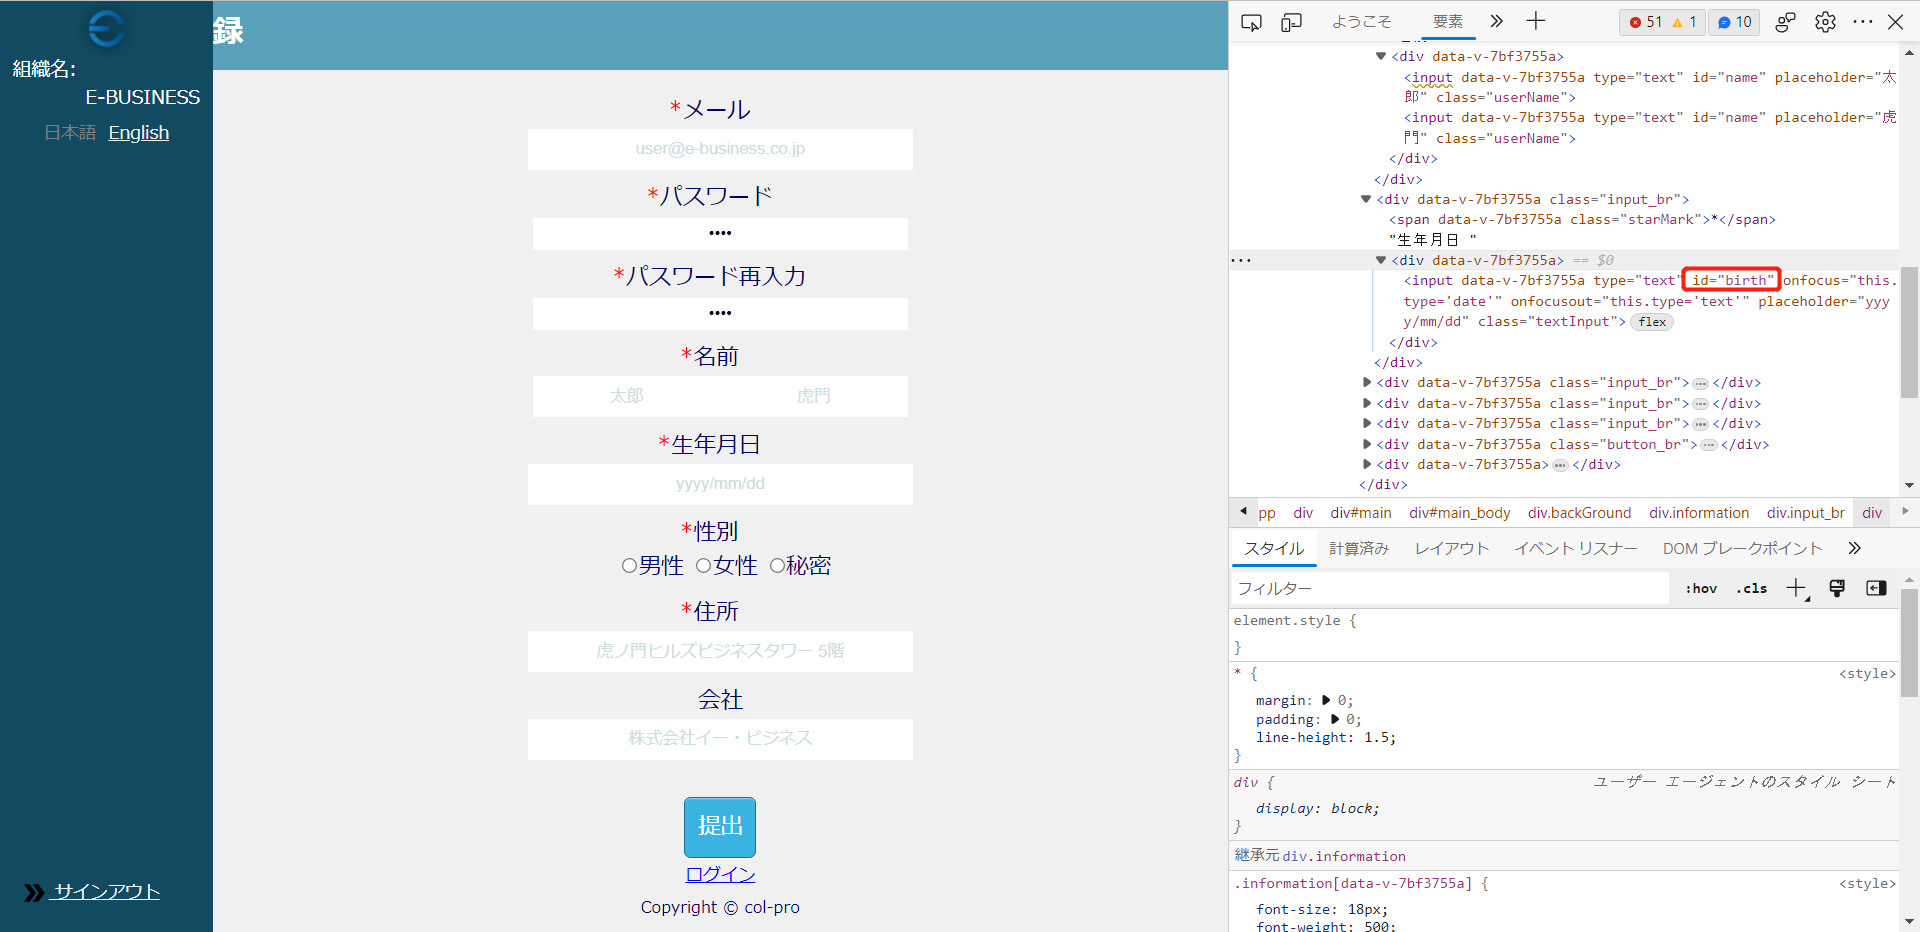 録
組織名:
E-BUSINESS
日本語 English
*メール
user@e-business.co.jp
*パスワード
••••
*パスワード再入力
••••
*名前
太郎 虎門
*生年月日
yyyy/mm/dd
*性別
男性 女性 秘密
*住所
虎ノ門ヒルズビジネスタワー 5階
会社
株式会社イー・ビジネス
提出
ログイン
Copyright © col-pro
サインアウト
ようこそ 要素 51 1 10
<div data-v-7bf3755a>
<input data-v-7bf3755a type="text" id="name" placeholder="太
郎" class="userName">
<input data-v-7bf3755a type="text" id="name" placeholder="虎
門" class="userName">
</div>
</div>
<div data-v-7bf3755a class="input_br">
<span data-v-7bf3755a class="starMark">*</span>
"生年月日 "
<div data-v-7bf3755a> == $0
<input data-v-7bf3755a type="text" id="birth" onfocus="this.
type='date'" onfocusout="this.type='text'" placeholder="yyy
y/mm/dd" class="textInput"> flex
</div>
</div>
<div data-v-7bf3755a class="input_br">…</div>
<div data-v-7bf3755a class="input_br">…</div>
<div data-v-7bf3755a class="input_br">…</div>
<div data-v-7bf3755a class="button_br">…</div>
<div data-v-7bf3755a>…</div>
</div>
pp div div#main div#main_body div.backGround div.information div.input_br div
スタイル 計算済み レイアウト イベント リスナー DOM ブレークポイント
フィルター :hov .cls
element.style {
}
* { <style>
margin: 0;
padding: 0;
line-height: 1.5;
}
div { ユーザー エージェントのスタイル シート
display: block;
}
継承元 div.information
.information[data-v-7bf3755a] { <style>
font-size: 18px;
font-weight: 500;